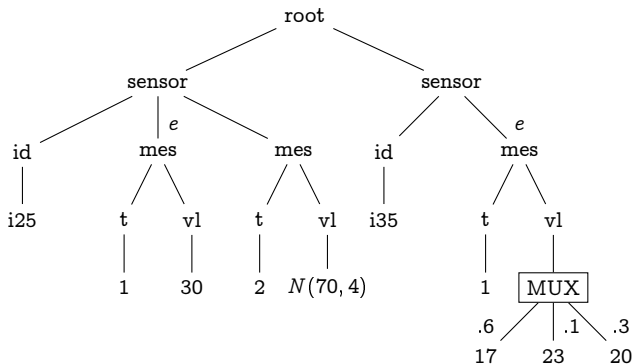 root
sensor sensor
e e
id mes mes id mes
i25 t vl t vl i35 t vl
1 30 2 N(70, 4) 1 MUX
.6 .1 .3
17 23 20